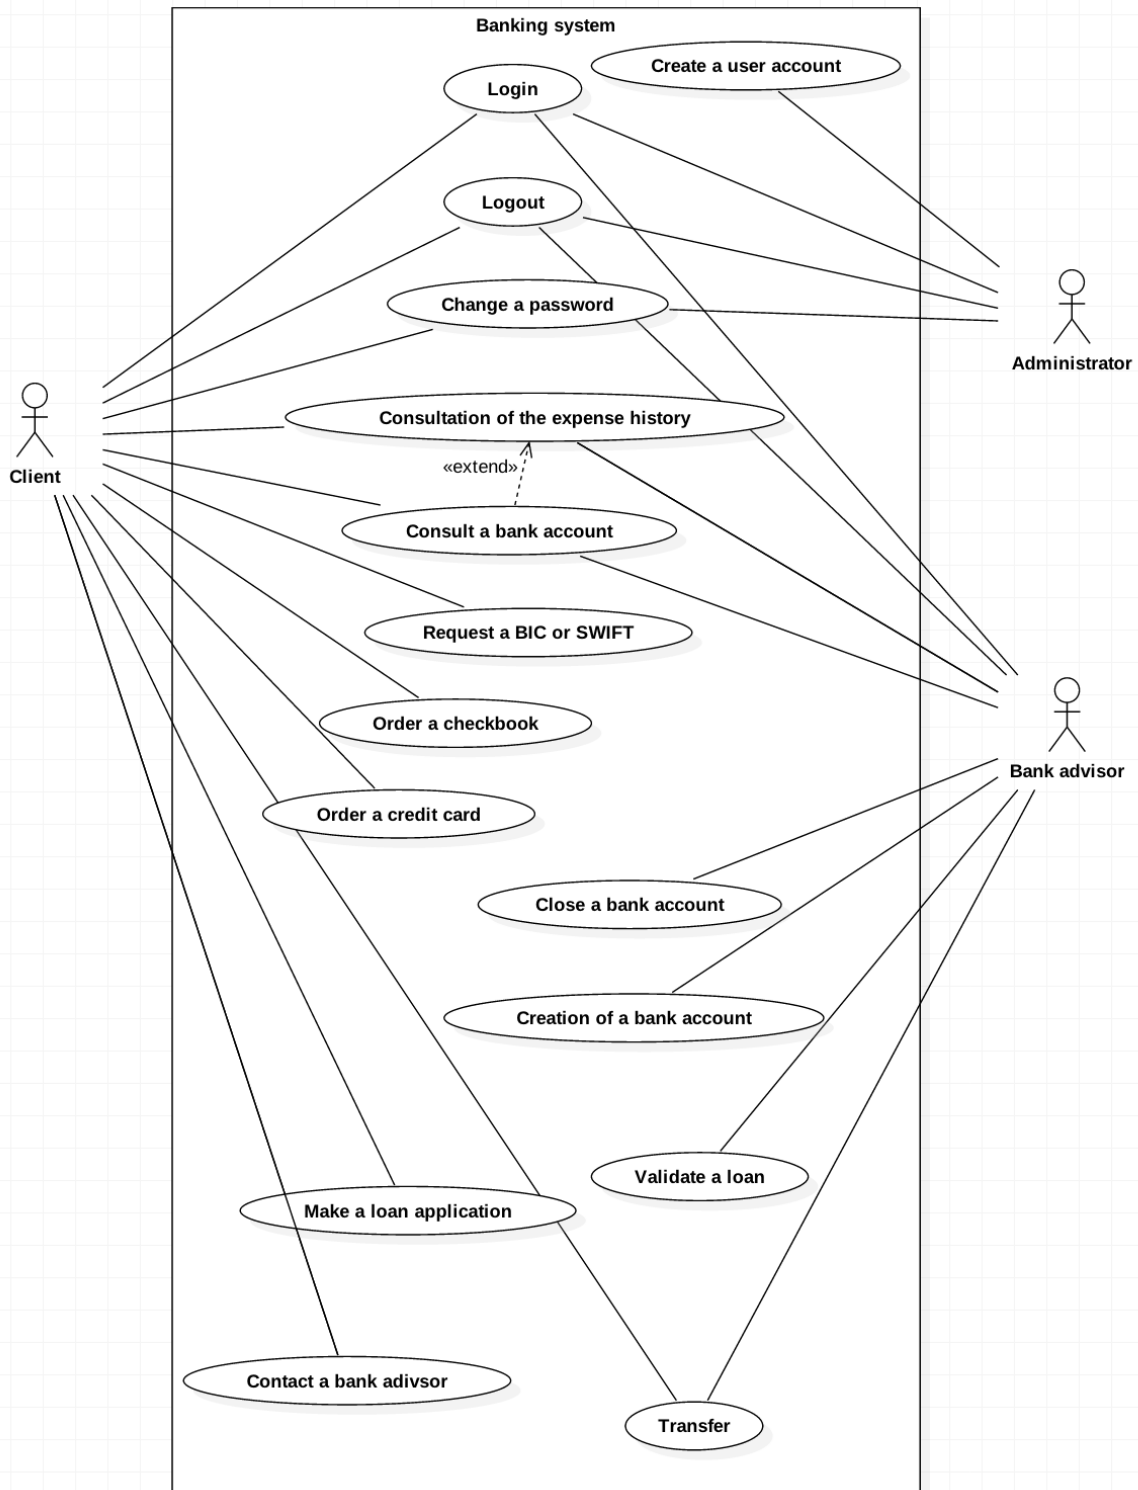 Banking system
Create a user account
Login
Logout
Change a password
Administrator
Consultation of the expense history
«extend»
Client
Consult a bank account
Request a BIC or SWIFT
Order a checkbook
Bank advisor
Order a credit card
Close a bank account
Creation of a bank account
Validate a loan
Make a loan application
Contact a bank adivsor
Transfer